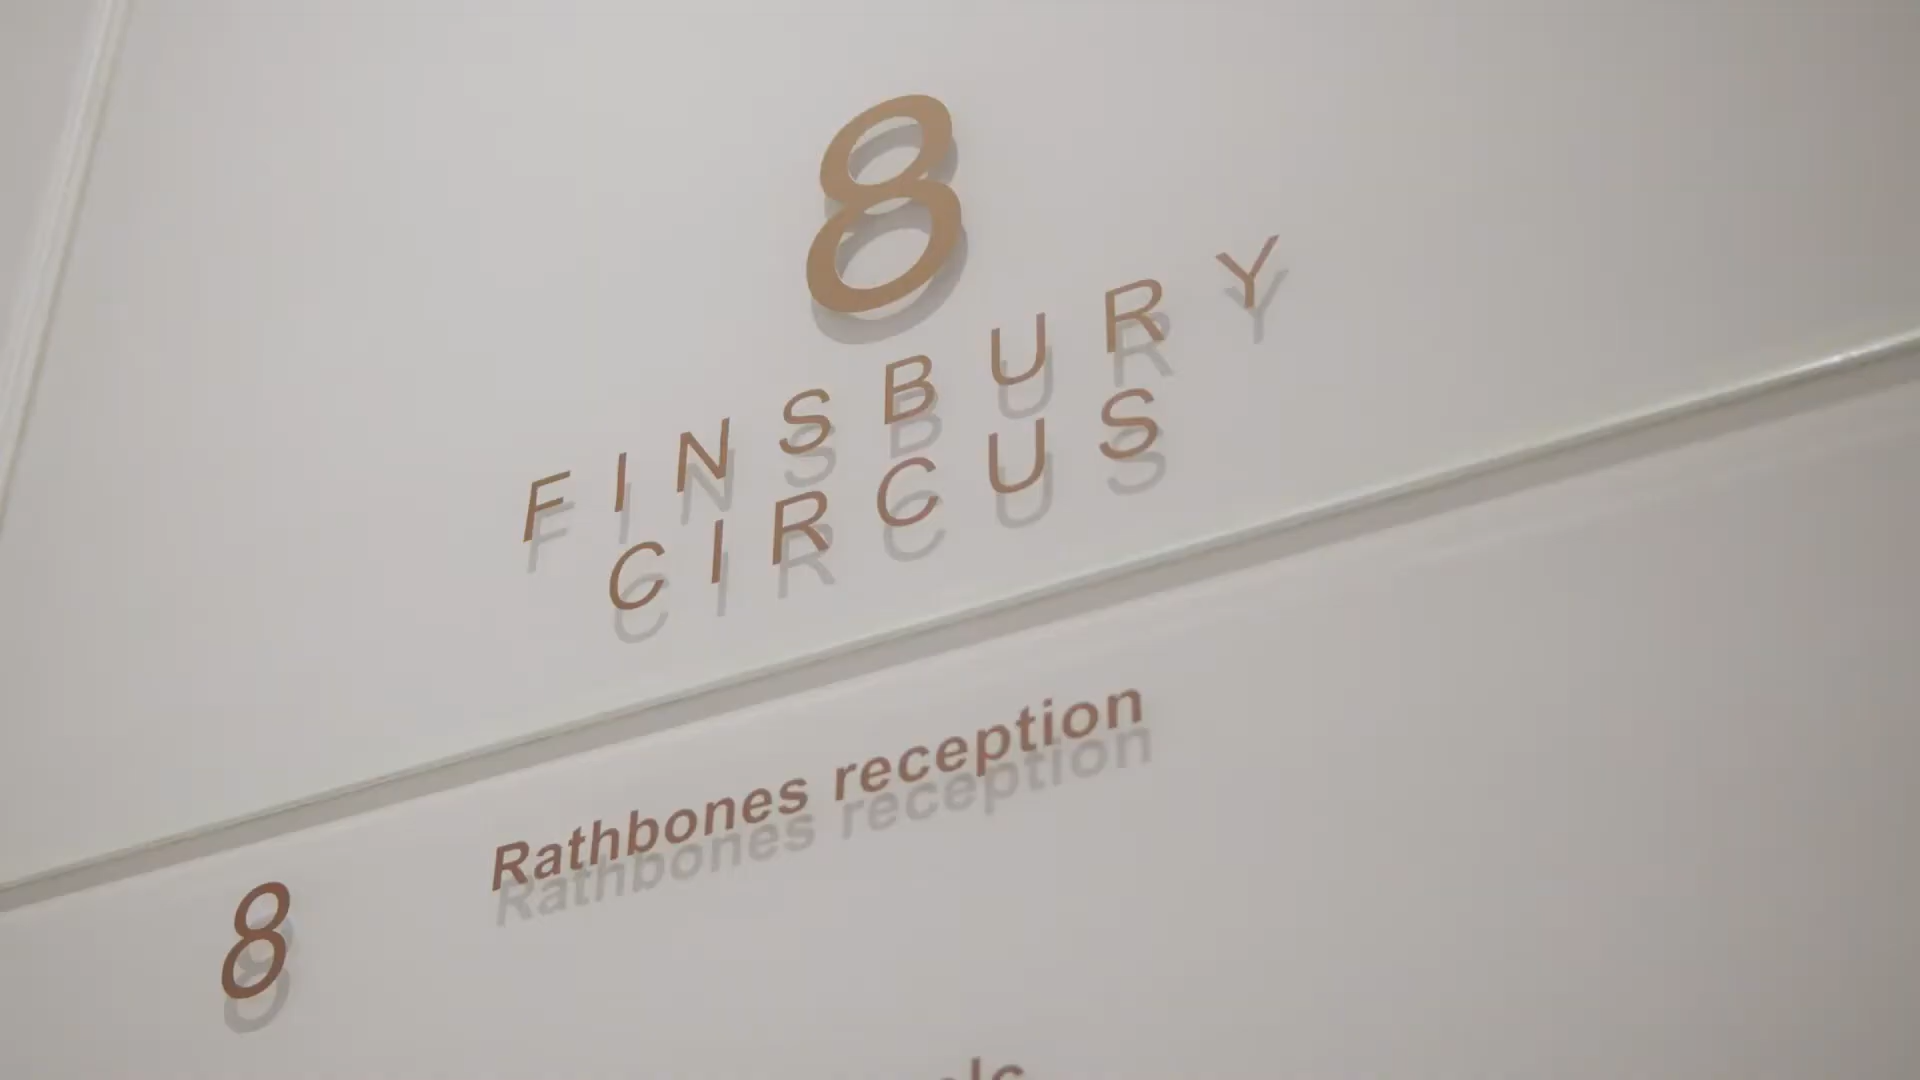 8
FINSBURY
CIRCUS
8 Rathbones reception